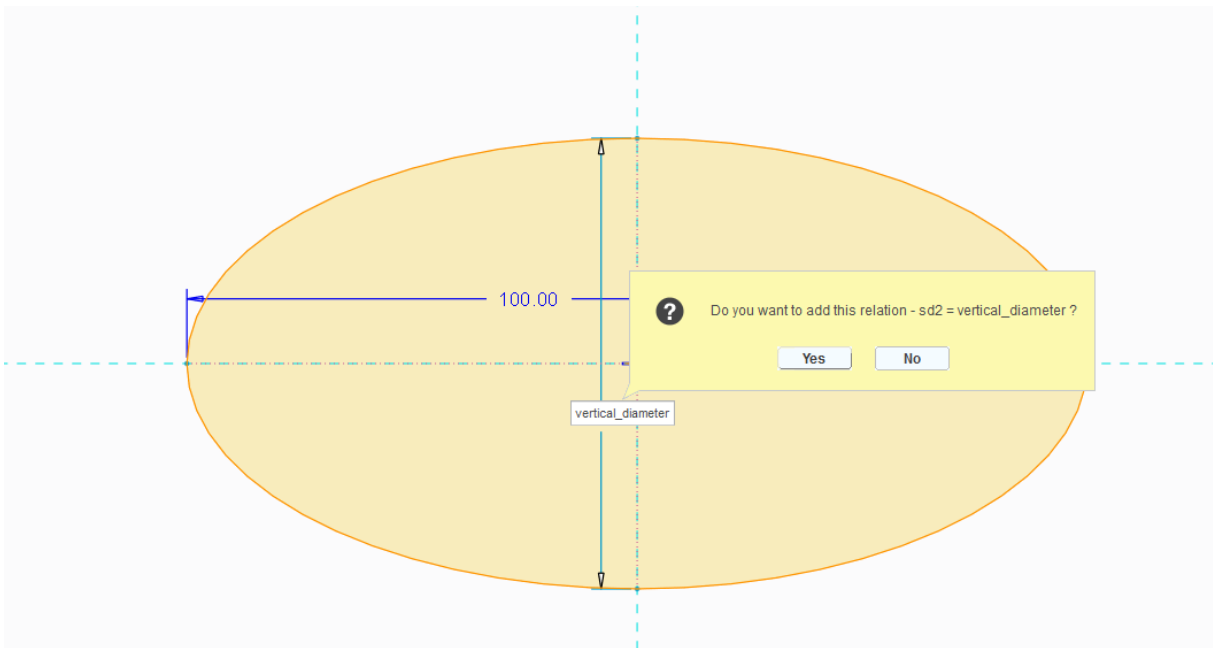 100.00
Do you want to add this relation - sd2 = vertical_diameter ?
Yes
No
vertical_diameter